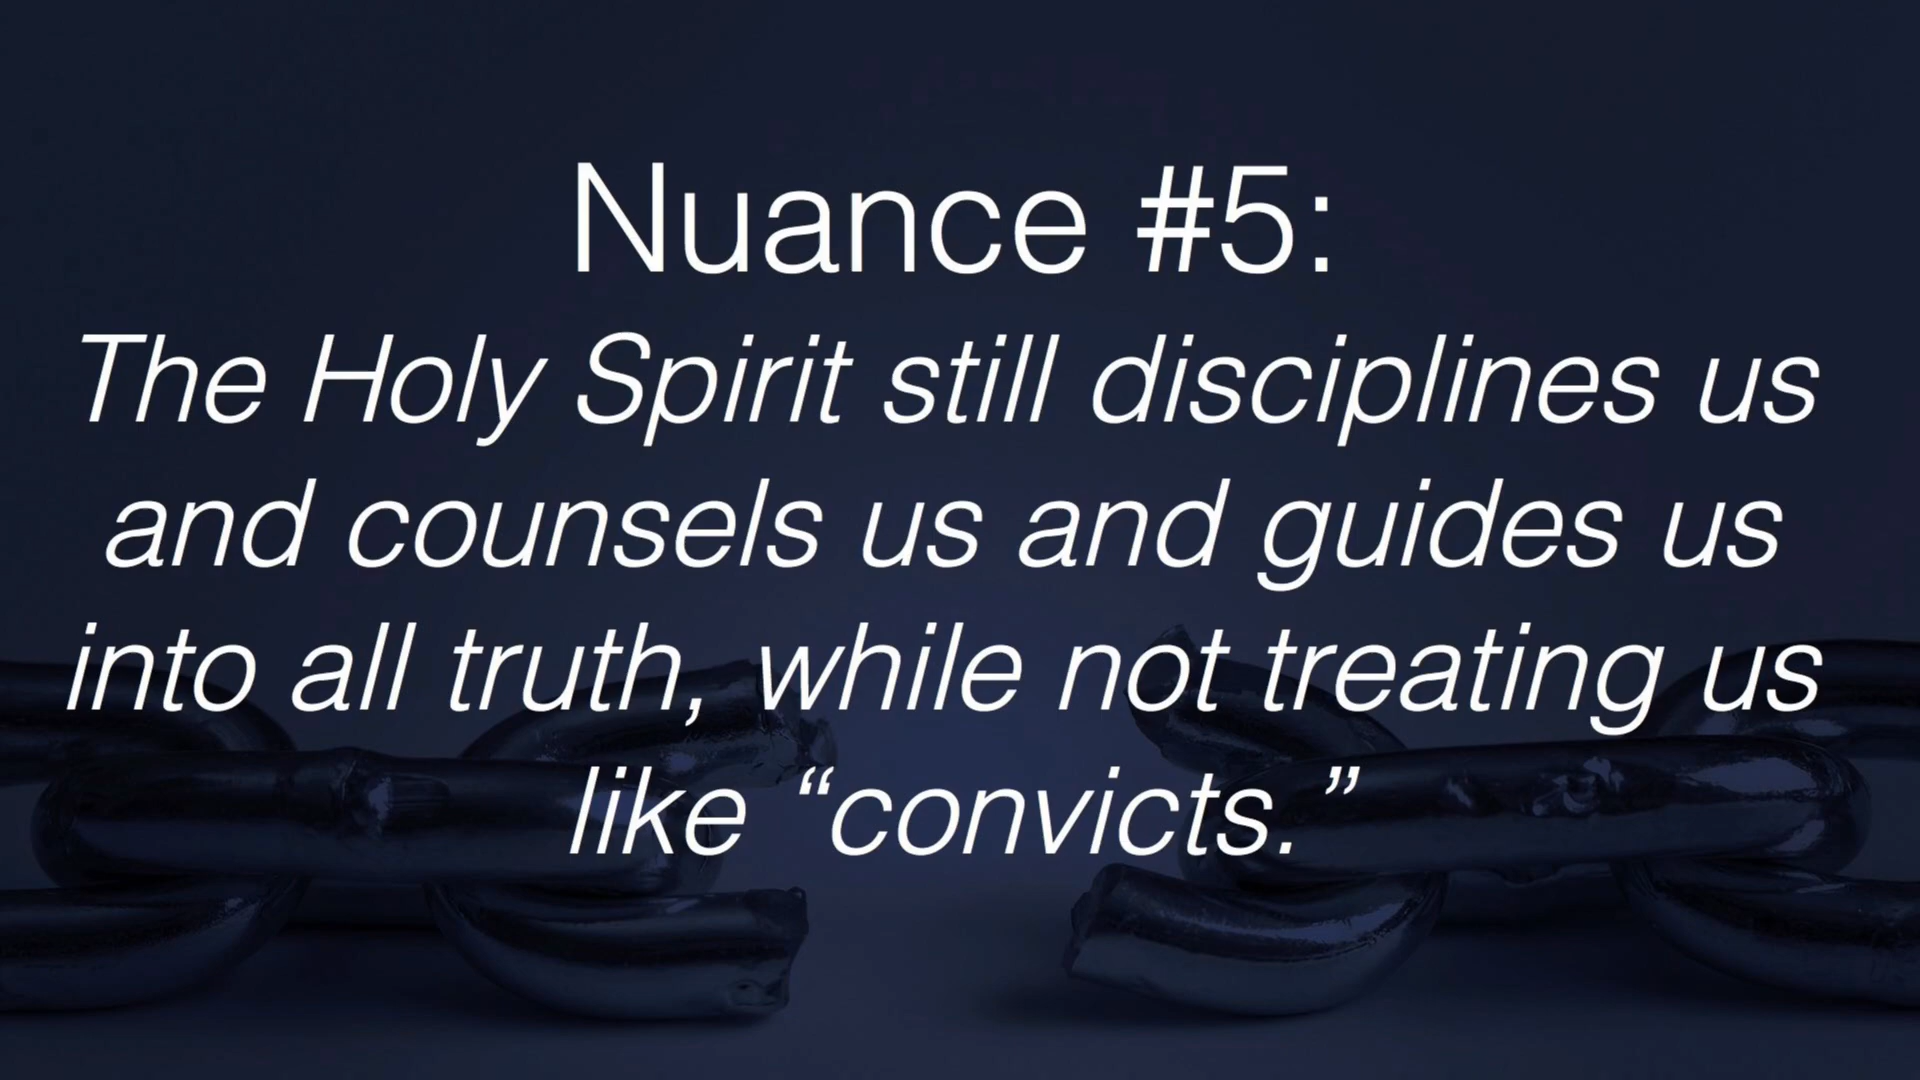 Nuance #5:
The Holy Spirit still disciplines us
and counsels us and guides us
into all truth, while not treating us
like “convicts.”